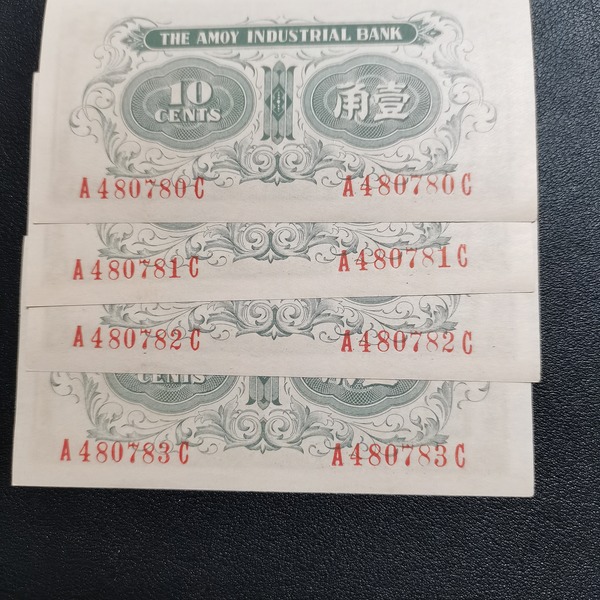 THE AMOY INDUSTRIAL BANK
10 CENTS 角壹
A480780C A480780C
A480781C A480781C
A480782C A480782C
CENTS
A480783C A480783C